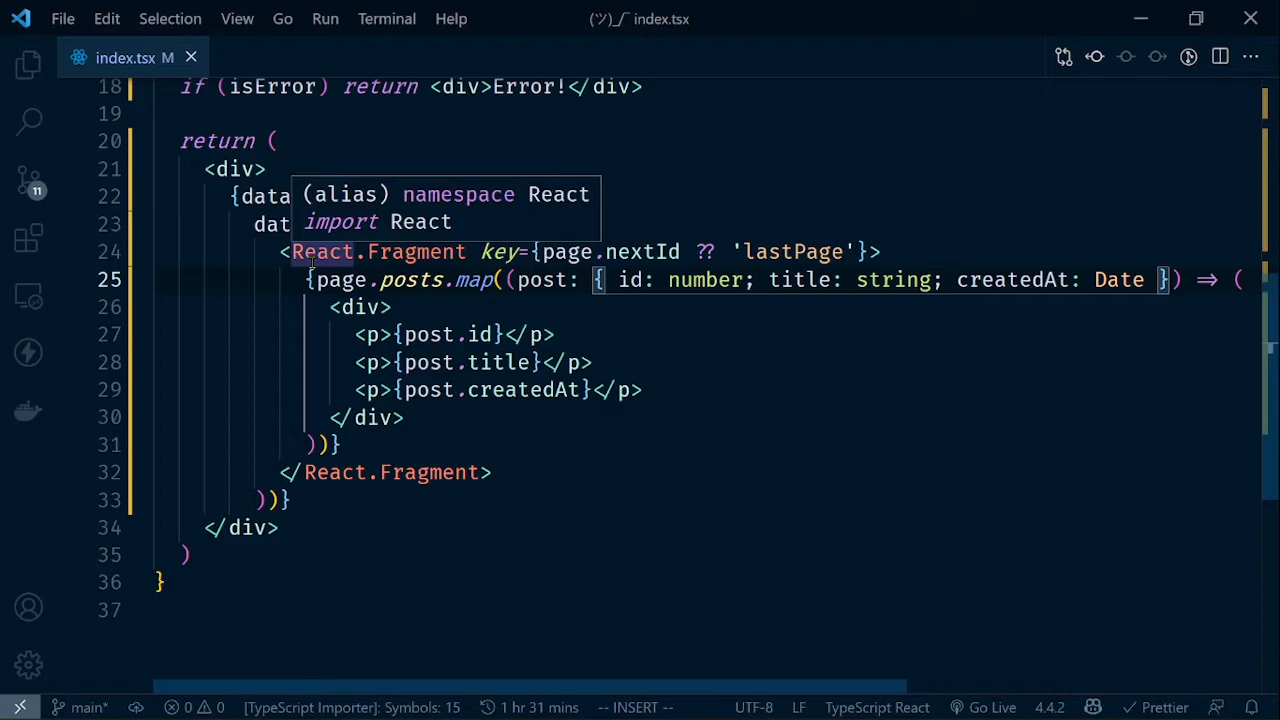 File Edit Selection View Go Run Terminal Help (ツ)_/¯ index.tsx
index.tsx M
18 if (isError) return <div>Error!</div>
19
20 return (
21 <div>
22 {data
23 dat
(alias) namespace React
import React
24 <React.Fragment key={page.nextId ?? 'lastPage'}>
25 {page.posts.map((post: { id: number; title: string; createdAt: Date }) => (
26 <div>
27 <p>{post.id}</p>
28 <p>{post.title}</p>
29 <p>{post.createdAt}</p>
30 </div>
31 ))}
32 </React.Fragment>
33 ))}
34 </div>
35 )
36 }
37
11
main* 0 0 [TypeScript Importer]: Symbols: 15 1 hr 31 mins -- INSERT -- UTF-8 LF TypeScript React Go Live 4.4.2 Prettier